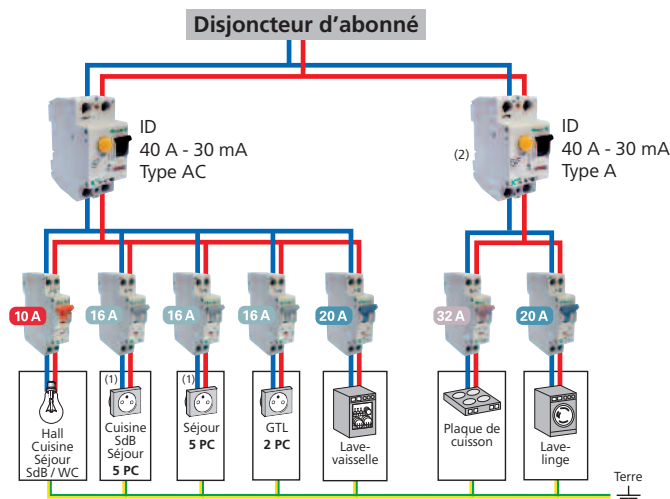 Disjoncteur d'abonné
ID
40 A - 30 mA
Type AC
(2)
ID
40 A - 30 mA
Type A
10 A
16 A
16 A
16 A
20 A
32 A
20 A
Hall
Cuisine
Séjour
SdB / WC
(1)
Cuisine
SdB
Séjour
5 PC
(1)
Séjour
5 PC
GTL
2 PC
Lave-
vaisselle
Plaque de
cuisson
Lave-
linge
Terre